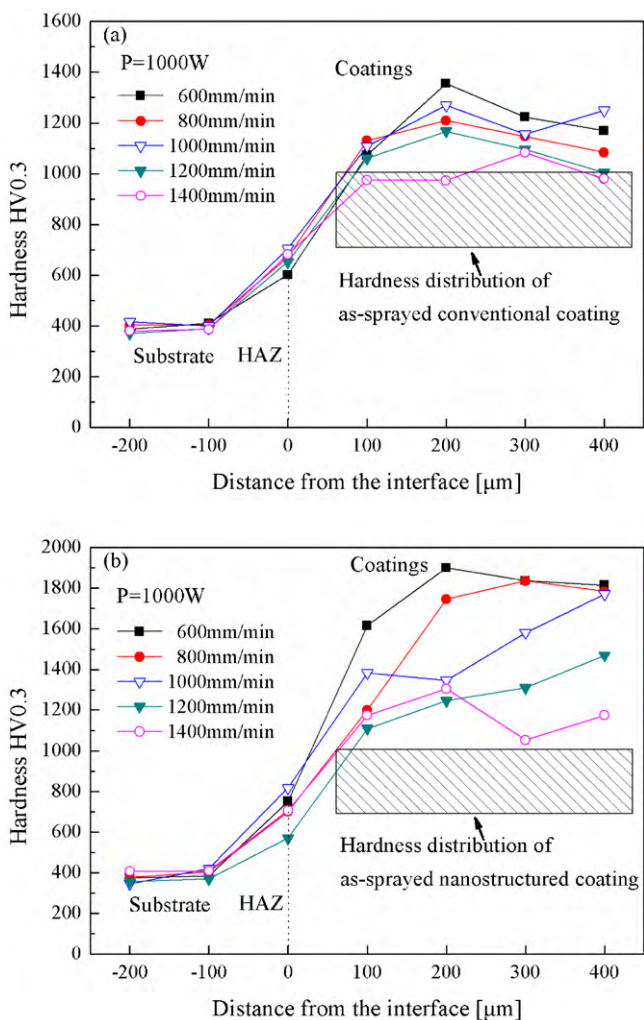 (a)
P=1000W
600mm/min
800mm/min
1000mm/min
1200mm/min
1400mm/min
Coatings
Hardness distribution of
as-sprayed conventional coating
Substrate HAZ
Hardness HV0.3
1600
1400
1200
1000
800
600
400
200
0
-200 -100 0 100 200 300 400
Distance from the interface [μm]
(b)
P=1000W
600mm/min
800mm/min
1000mm/min
1200mm/min
1400mm/min
Coatings
Hardness distribution of
as-sprayed nanostructured coating
Substrate HAZ
Hardness HV0.3
2000
1800
1600
1400
1200
1000
800
600
400
200
0
-200 -100 0 100 200 300 400
Distance from the interface [μm]